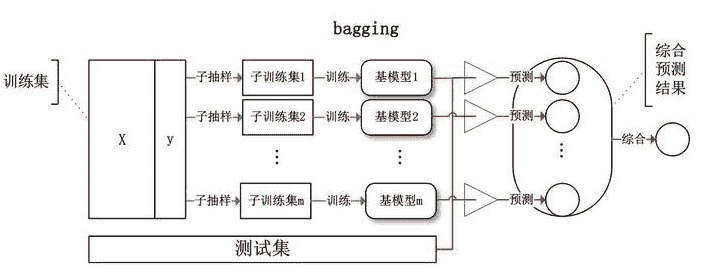 bagging
训练集
X
y
子抽样
子训练集1
训练
基模型1
预测
子抽样
子训练集2
训练
基模型2
预测
⋮
⋮
⋮
子抽样
子训练集m
训练
基模型m
预测
综合
预测
结果
综合
测试集